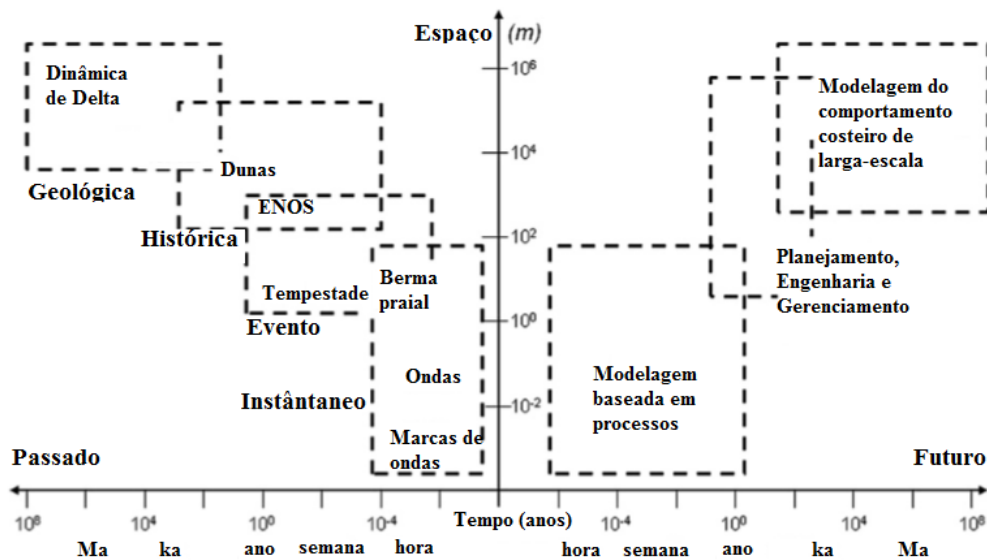 Espaço (m)
Dinâmica
de Delta
10⁶
Modelagem do
comportamento
costeiro de
larga-escala
10⁴
Dunas
Geológica
ENOS
10²
Histórica
Planejamento,
Engenharia e
Gerenciamento
Berma
praial
Tempestade
10⁰
Evento
Ondas
Modelagem
baseada em
processos
Instântaneo
10⁻²
Marcas de
ondas
Passado
Futuro
10⁸ 10⁴ 10⁰ 10⁻⁴ Tempo (anos) 10⁻⁴ 10⁰ 10⁴ 10⁸
Ma ka ano semana hora hora semana ano ka Ma